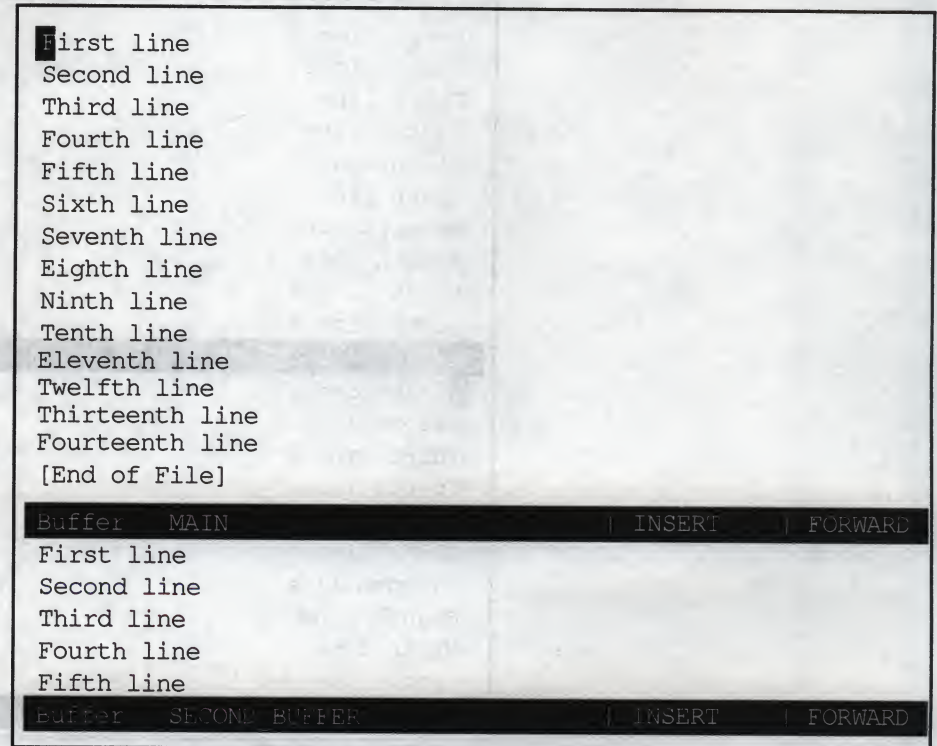 First line
Second line
Third line
Fourth line
Fifth line
Sixth line
Seventh line
Eighth line
Ninth line
Tenth line
Eleventh line
Twelfth line
Thirteenth line
Fourteenth line
[End of File]
Buffer MAIN | INSERT | FORWARD
First line
Second line
Third line
Fourth line
Fifth line
Buffer SECOND BUFFER | INSERT | FORWARD